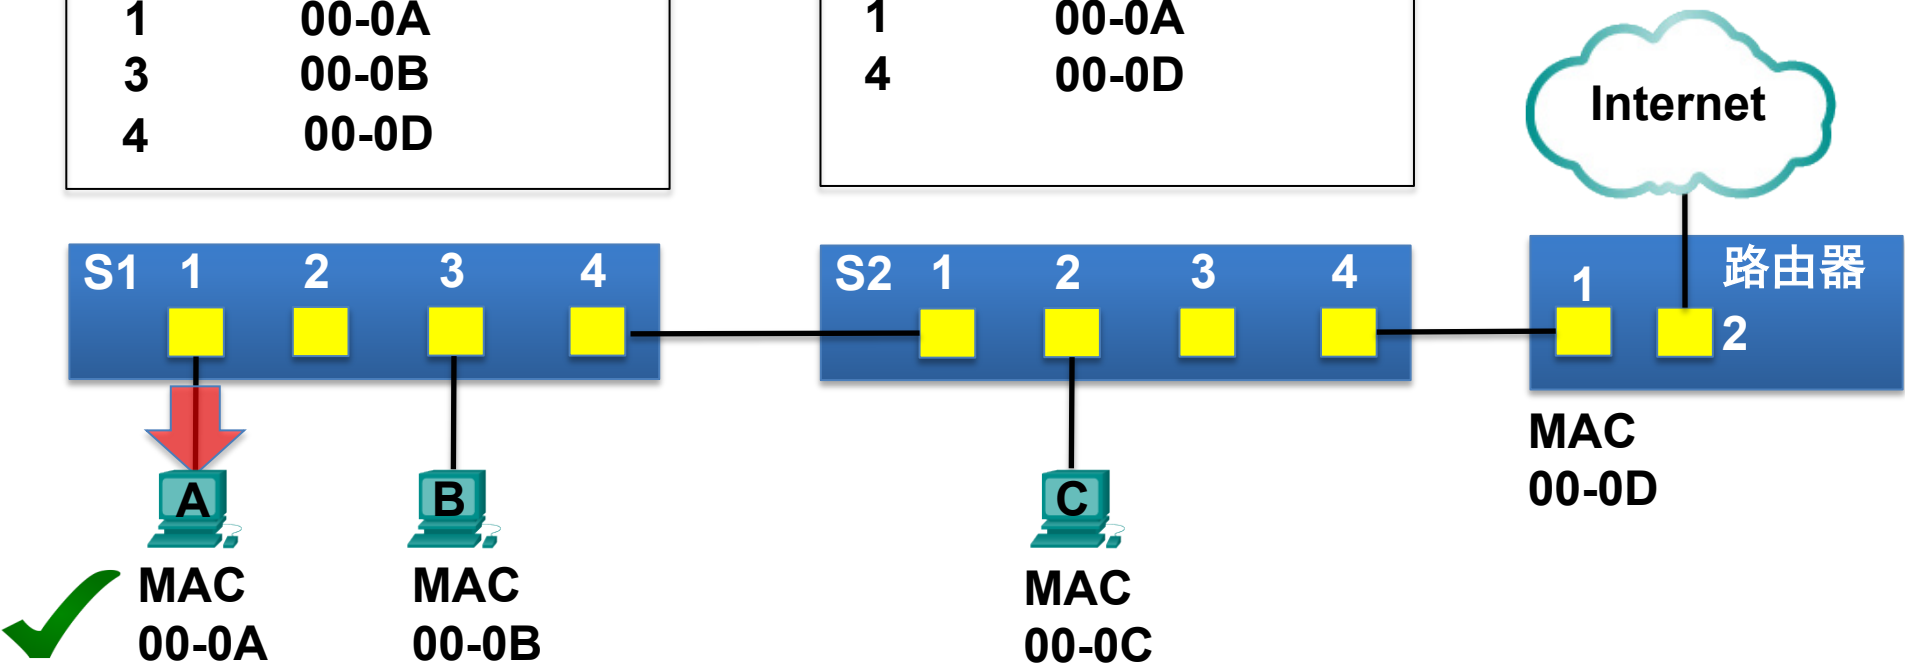 1 00-0A
3 00-0B
4 00-0D
1 00-0A
4 00-0D
Internet
S1 1 2 3 4
S2 1 2 3 4
1 路由器
2
A
B
C
MAC
00-0A
MAC
00-0B
MAC
00-0C
MAC
00-0D